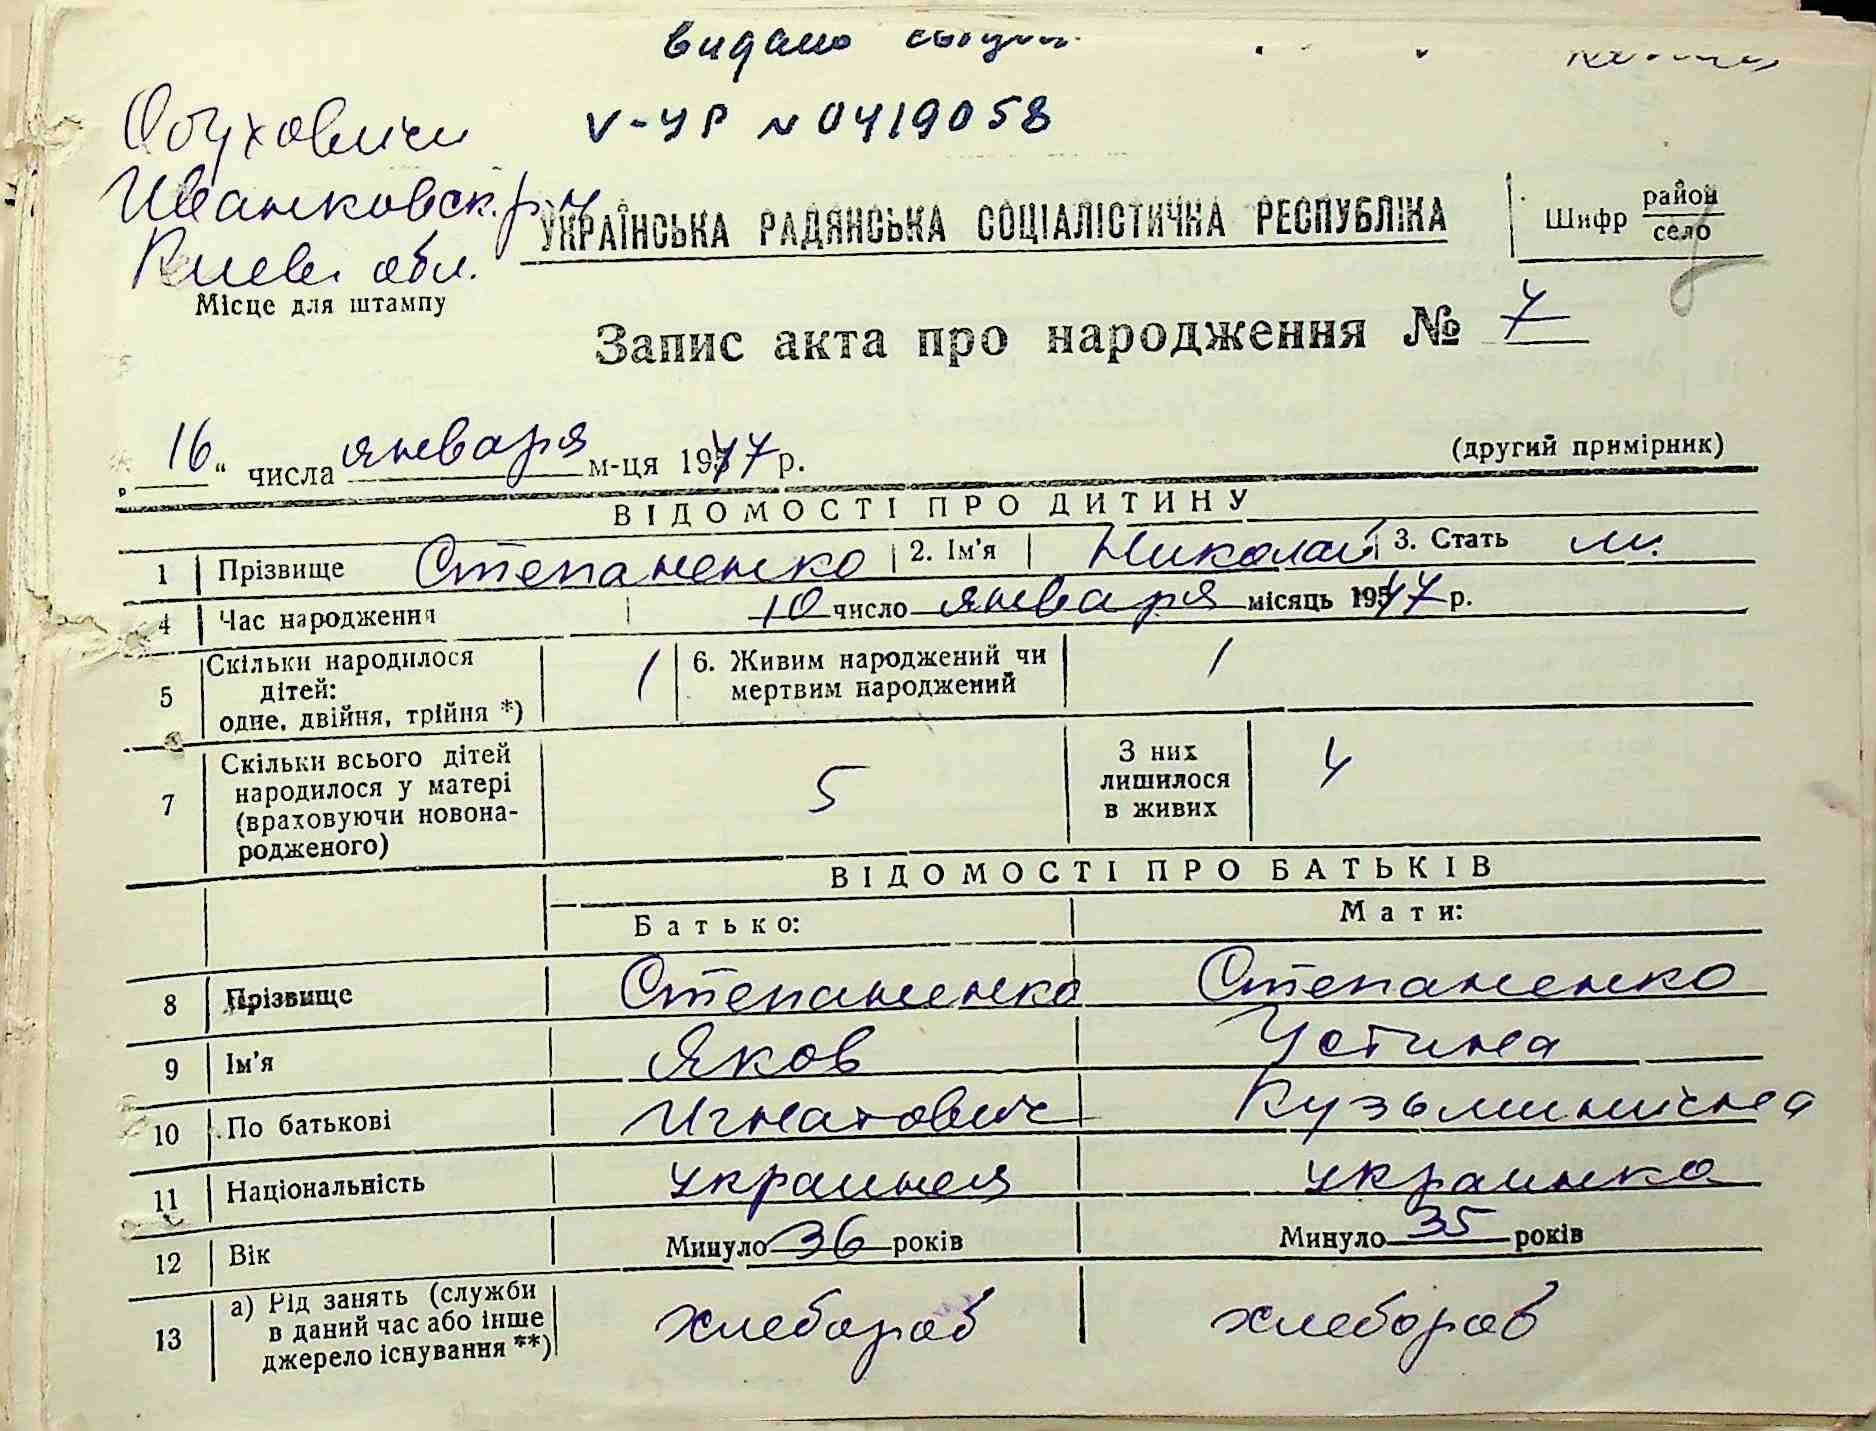 видано
Обуховичи V-УР № 0419058
Иванковск. р-н
УКРАЇНСЬКА РАДЯНСЬКА СОЦІАЛІСТИЧНА РЕСПУБЛІКА
Шифр район
село
Киевс обл.
Місце для штампу
Запис акта про народження № 7
„16“ числа января м-ця 1947 р.
(другий примірник)
ВІДОМОСТІ ПРО ДИТИНУ
1 Прізвище Степаненко 2. Ім'я Николай 3. Стать м.
4 Час народження 10 число января місяць 1947 р.
5 Скільки народилося дітей: одне, двійня, трійня *) 1 6. Живим народжений чи мертвим народжений 1
7 Скільки всього дітей народилося у матері (враховуючи новона-родженого) 5 З них лишилося в живих 4
ВІДОМОСТІ ПРО БАТЬКІВ
Батько: Мати:
8 Прізвище Степаненко Степаненко
9 Ім'я Яков Устина
10 По батькові Игнатович Кузьминична
11 Національність украинец украинка
12 Вік Минуло 36 років Минуло 35 років
13 а) Рід занять (служби в даний час або інше джерело існування **) хлебороб хлебороб